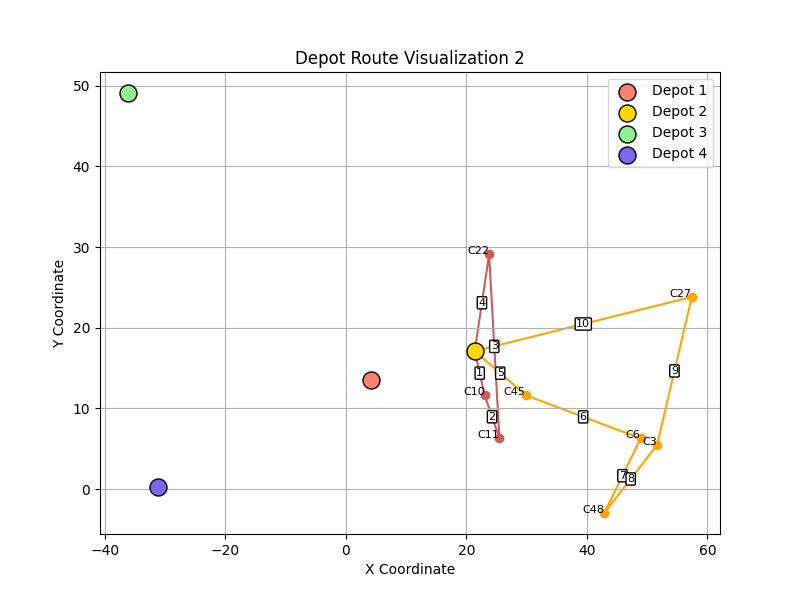 Depot Route Visualization 2
Depot 1
Depot 2
Depot 3
Depot 4
Y Coordinate
50
40
30
20
10
0
C22
C27
4
10
3
1
5
9
C10
C45
2
6
C11
C6
C3
7
8
C48
−40
−20
0
20
40
60
X Coordinate